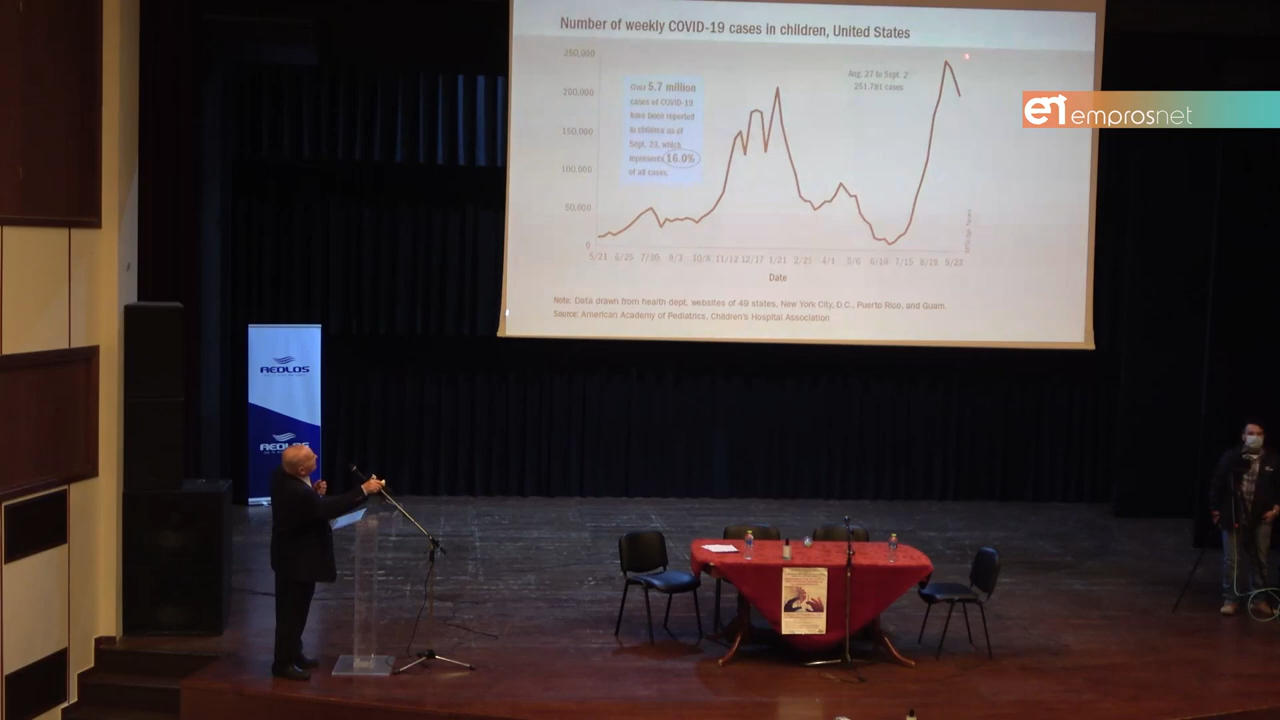 Number of weekly COVID-19 cases in children, United States
250,000
200,000
150,000
100,000
50,000
0
Over 5.7 million
cases of COVID-19
have been reported
in children as of
Sept. 23, which
represents 16.0%
of all cases.
Aug. 27 to Sept. 2
251,781 cases
5/21 6/25 7/30 9/3 10/8 11/12 12/17 1/21 2/25 4/1 5/6 6/10 7/15 8/19 9/23
Date
Note: Data drawn from health dept. websites of 49 states, New York City, D.C., Puerto Rico, and Guam.
Source: American Academy of Pediatrics, Children's Hospital Association
en emprosnet
AEOLOS
AEOLOS